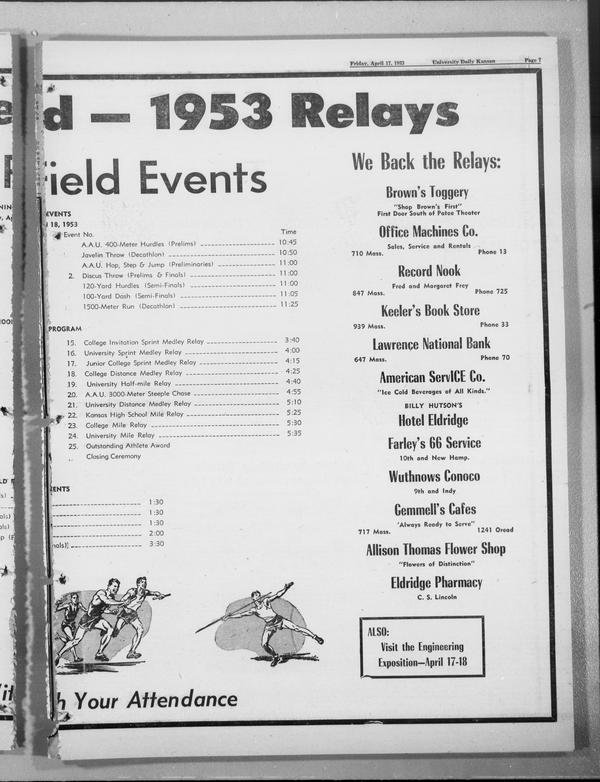 Friday, April 17, 1953 University Daily Kansan Page 7
d — 1953 Relays
Field Events
EVENTS
18, 1953
Event No. Time
A.A.U. 400-Meter Hurdles (Prelims) 10:45
Javelin Throw (Decathlon) 10:50
A.A.U. Hop, Step & Jump (Preliminaries) 11:00
2. Discus Throw (Prelims & Finals) 11:00
120-Yard Hurdles (Semi-Finals) 11:00
100-Yard Dash (Semi-Finals) 11:05
1500-Meter Run (Decathlon) 11:25
PROGRAM
15. College Invitation Sprint Medley Relay 3:40
16. University Sprint Medley Relay 4:00
17. Junior College Sprint Medley Relay 4:15
18. College Distance Medley Relay 4:25
19. University Half-mile Relay 4:40
20. A.A.U. 3000-Meter Steeple Chase 4:55
21. University Distance Medley Relay 5:10
22. Kansas High School Mile Relay 5:25
23. College Mile Relay 5:30
24. University Mile Relay 5:35
25. Outstanding Athlete Award
Closing Ceremony
ENTS
1:30
1:30
1:30
2:00
nals) 3:30
h Your Attendance
We Back the Relays:
Brown's Toggery
"Shop Brown's First"
First Door South of Patee Theater
Office Machines Co.
Sales, Service and Rentals
710 Mass. Phone 13
Record Nook
Fred and Margaret Frey
847 Mass. Phone 725
Keeler's Book Store
939 Mass. Phone 33
Lawrence National Bank
647 Mass. Phone 70
American ServICE Co.
"Ice Cold Beverages of All Kinds."
BILLY HUTSON'S
Hotel Eldridge
Farley's 66 Service
10th and New Hamp.
Wuthnows Conoco
9th and Indy
Gemmell's Cafes
'Always Ready to Serve"
717 Mass. 1241 Oread
Allison Thomas Flower Shop
"Flowers of Distinction"
Eldridge Pharmacy
C. S. Lincoln
ALSO:
Visit the Engineering
Exposition—April 17-18